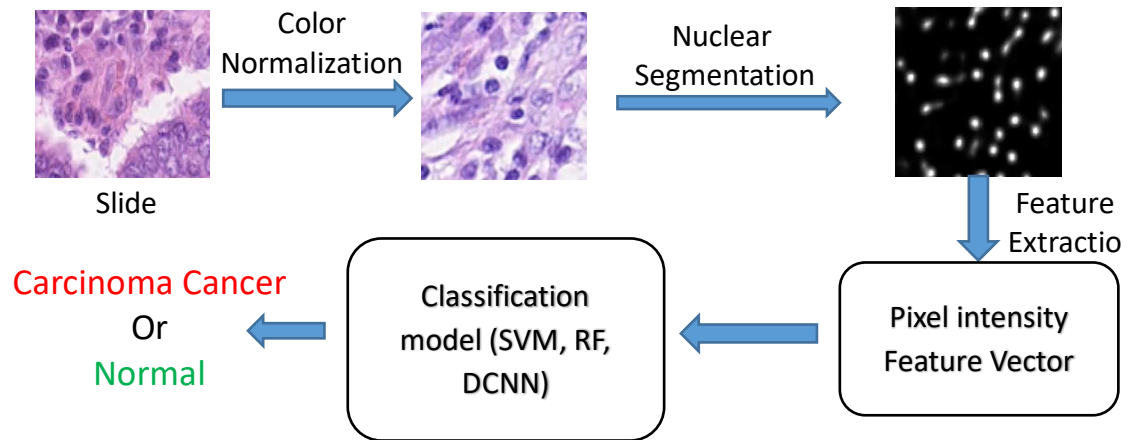 Color
Normalization
Nuclear
Segmentation
Slide
Feature
Extractio
Pixel intensity
Feature Vector
Classification
model (SVM, RF,
DCNN)
Carcinoma Cancer
Or
Normal